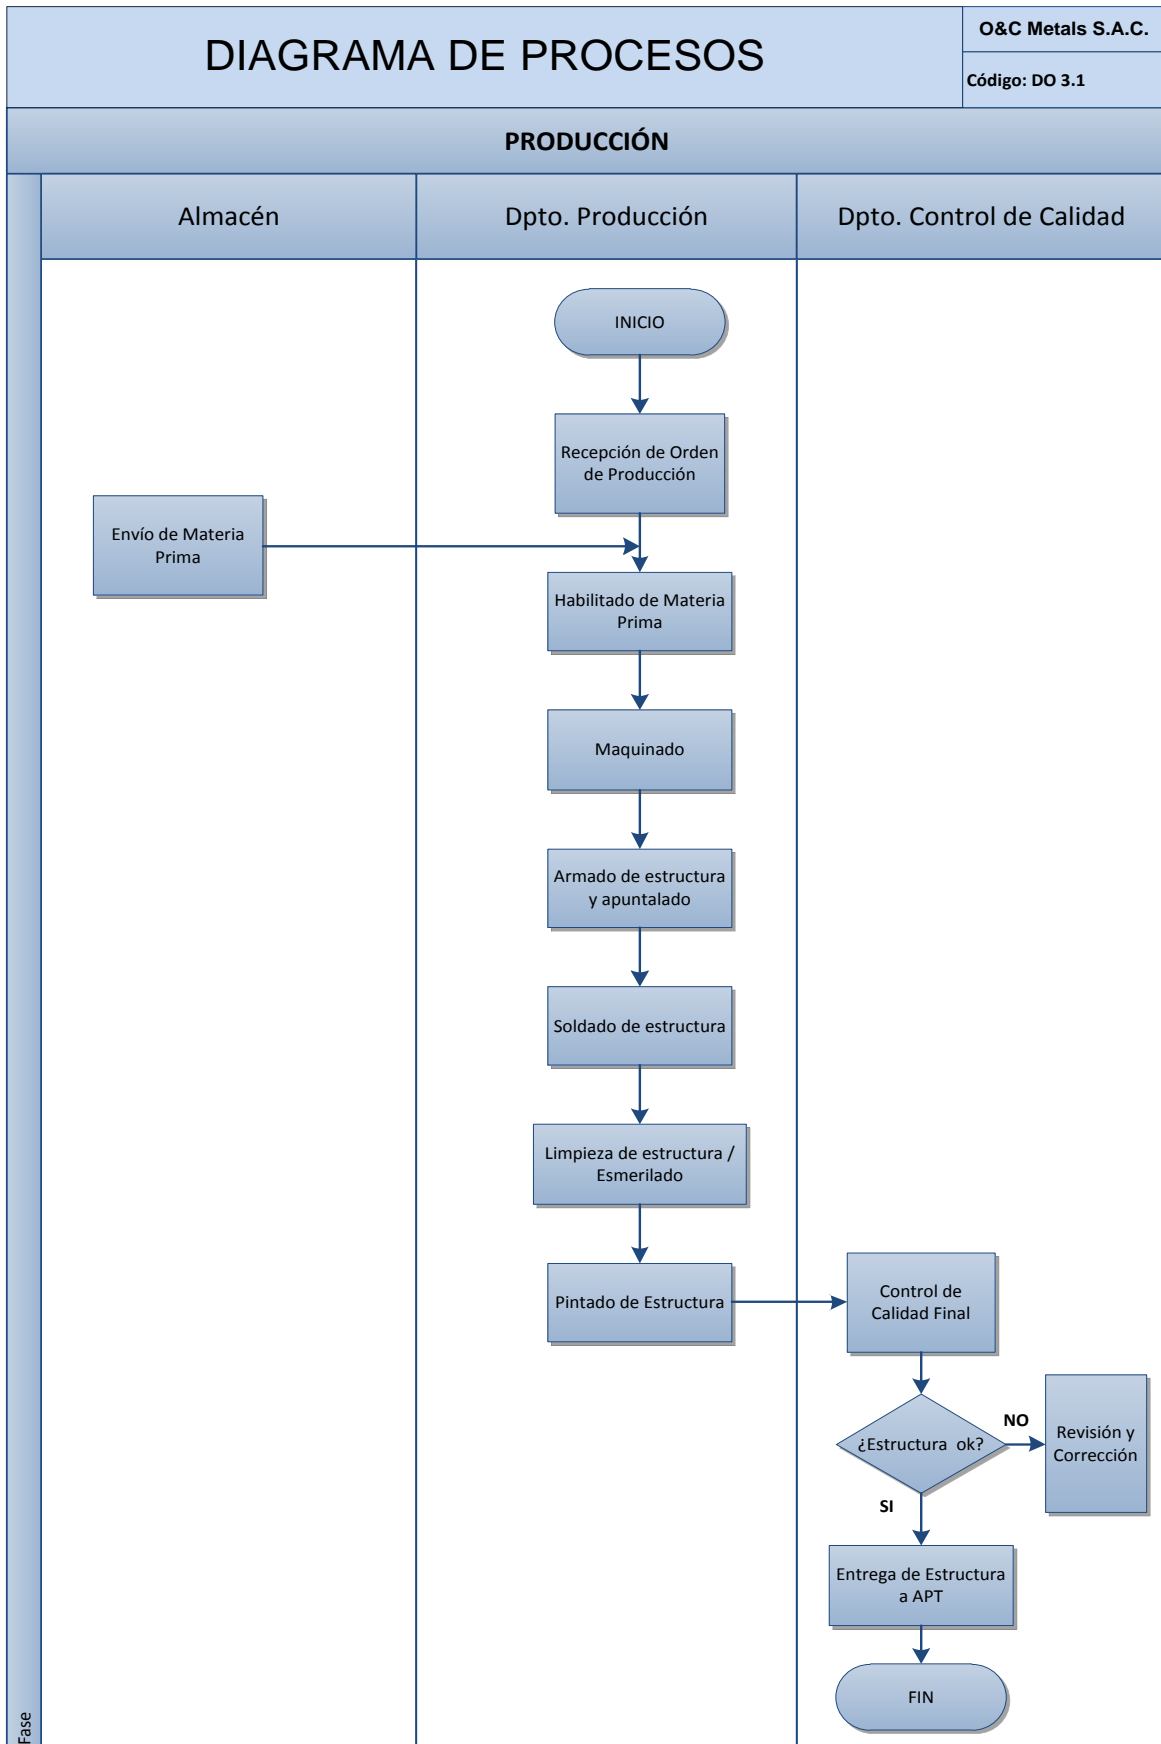 DIAGRAMA DE PROCESOS
O&C Metals S.A.C.
Código: DO 3.1
PRODUCCIÓN
Almacén
Dpto. Producción
Dpto. Control de Calidad
INICIO
Recepción de Orden
de Producción
Envío de Materia
Prima
Habilitado de Materia
Prima
Maquinado
Armado de estructura
y apuntalado
Soldado de estructura
Limpieza de estructura /
Esmerilado
Pintado de Estructura
Control de
Calidad Final
¿Estructura ok?
NO
Revisión y
Corrección
SI
Entrega de Estructura
a APT
FIN
Fase